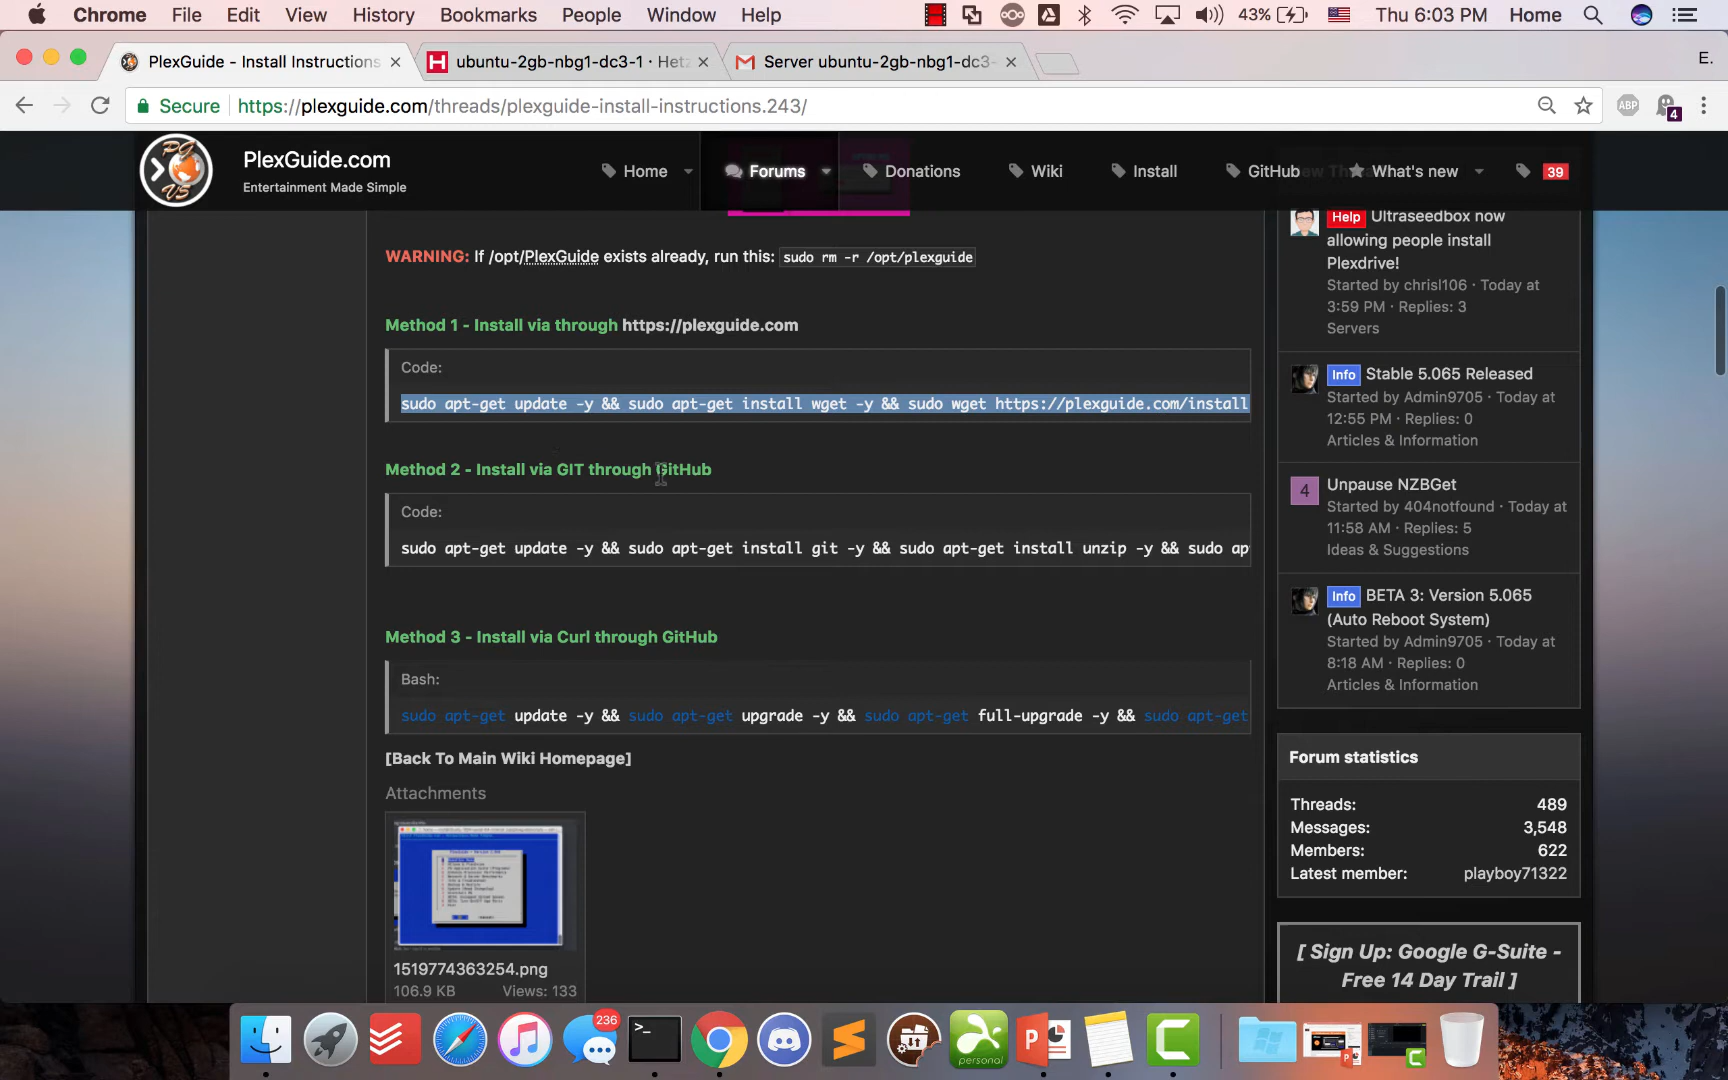 Chrome File Edit View History Bookmarks People Window Help 43% Thu 6:03 PM Home
PlexGuide - Install Instructions
ubuntu-2gb-nbg1-dc3-1 · Hetz
Server ubuntu-2gb-nbg1-dc3-
E.
Secure https://plexguide.com/threads/plexguide-install-instructions.243/
ABP
4
PG
V5
PlexGuide.com
Entertainment Made Simple
Home Forums Donations Wiki Install GitHub What's new 39
WARNING: If /opt/PlexGuide exists already, run this: sudo rm -r /opt/plexguide
Method 1 - Install via through https://plexguide.com
Code:
sudo apt-get update -y && sudo apt-get install wget -y && sudo wget https://plexguide.com/install
Method 2 - Install via GIT through GitHub
Code:
sudo apt-get update -y && sudo apt-get install git -y && sudo apt-get install unzip -y && sudo ap
Method 3 - Install via Curl through GitHub
Bash:
sudo apt-get update -y && sudo apt-get upgrade -y && sudo apt-get full-upgrade -y && sudo apt-get
[Back To Main Wiki Homepage]
Attachments
1519774363254.png
106.9 KB Views: 133
Help Ultraseedbox now
allowing people install
Plexdrive!
Started by chrisl106 · Today at
3:59 PM · Replies: 3
Servers
Info Stable 5.065 Released
Started by Admin9705 · Today at
12:55 PM · Replies: 0
Articles & Information
4
Unpause NZBGet
Started by 404notfound · Today at
11:58 AM · Replies: 5
Ideas & Suggestions
Info BETA 3: Version 5.065
(Auto Reboot System)
Started by Admin9705 · Today at
8:18 AM · Replies: 0
Articles & Information
Forum statistics
Threads: 489
Messages: 3,548
Members: 622
Latest member: playboy71322
[ Sign Up: Google G-Suite -
Free 14 Day Trail ]
236
>_
personal